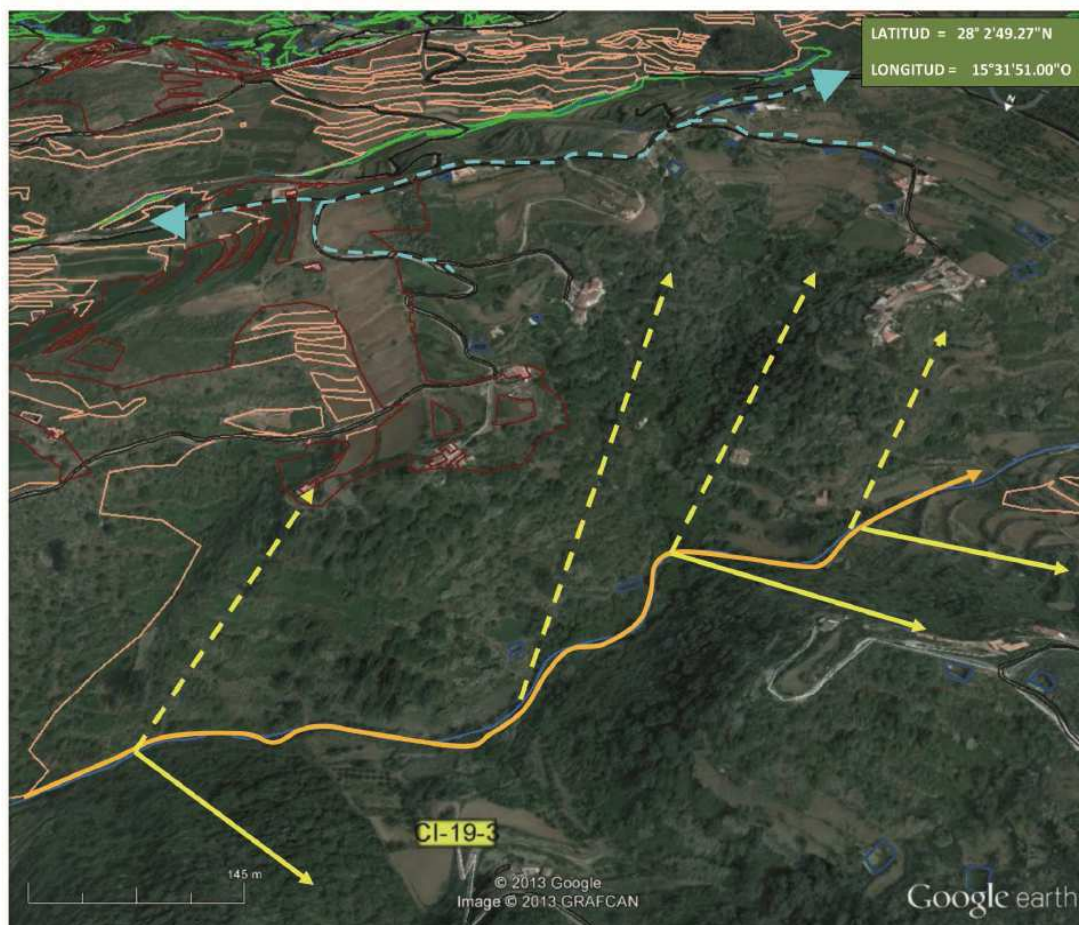 LATITUD = 28° 2'49.27"N
LONGITUD = 15°31'51.00"O
CI-19-3
145 m
© 2013 Google
Image © 2013 GRAFCAN
Google earth